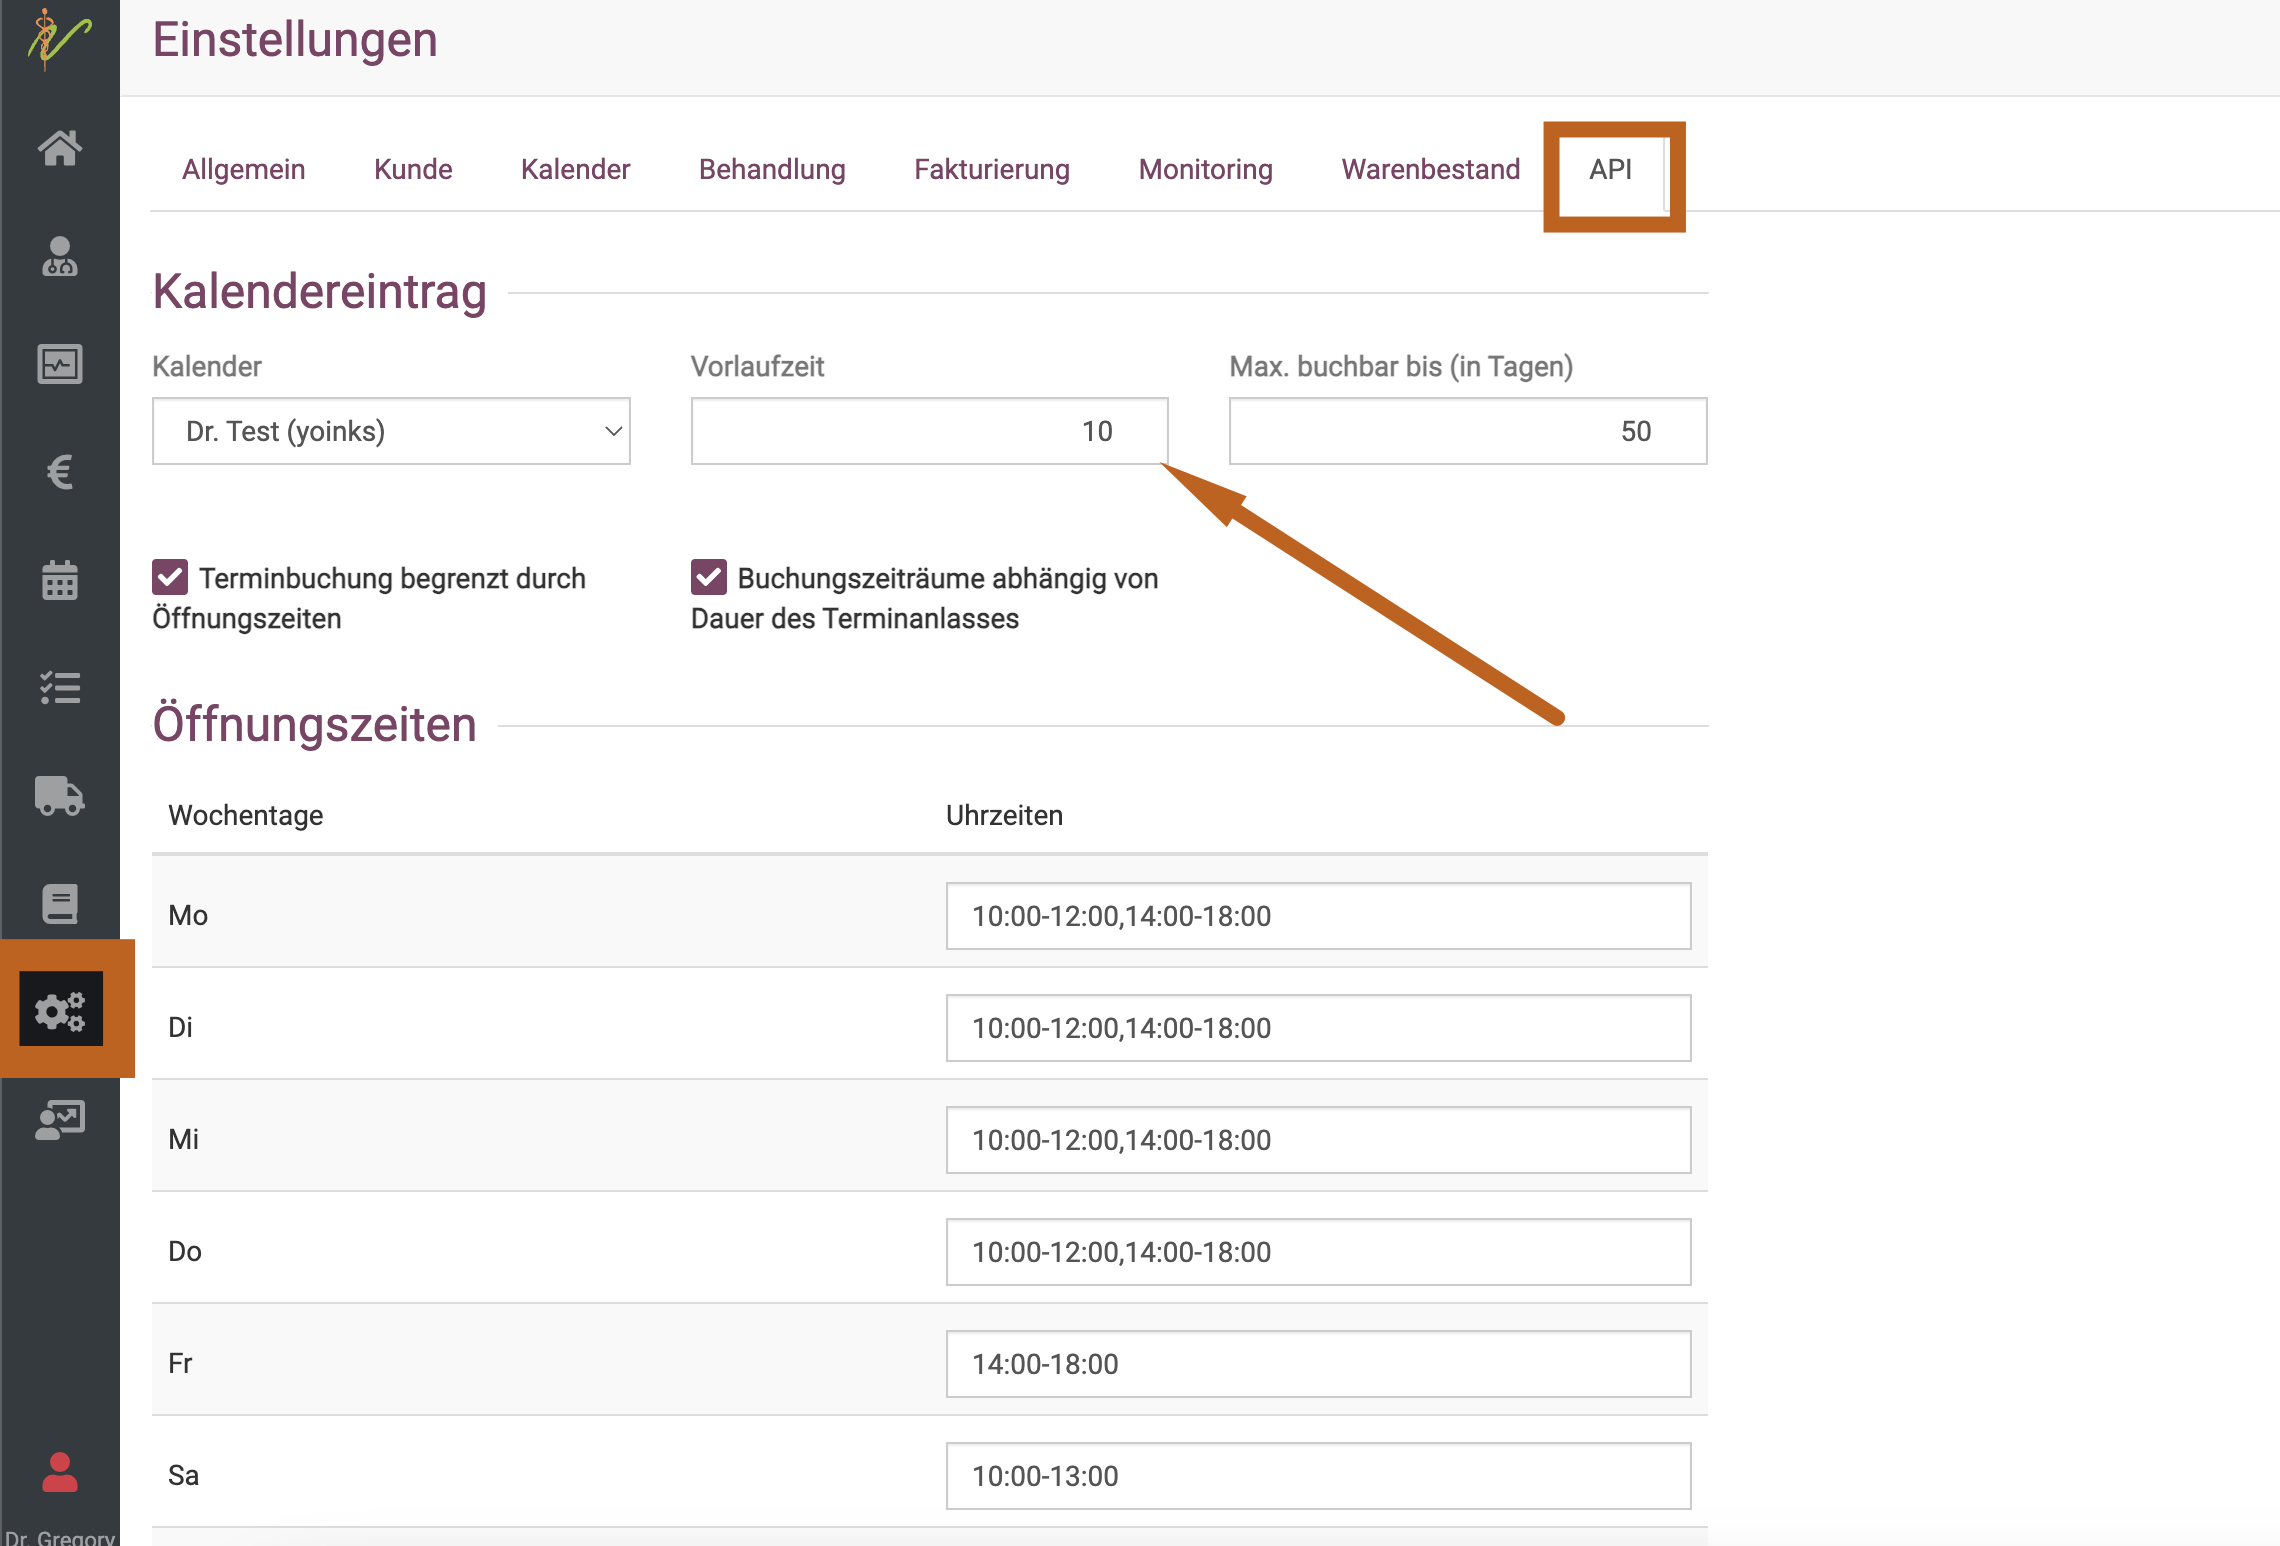 Einstellungen
Allgemein Kunde Kalender Behandlung Fakturierung Monitoring Warenbestand API
Kalendereintrag
Kalender Vorlaufzeit Max. buchbar bis (in Tagen)
Dr. Test (yoinks) 10 50
Terminbuchung begrenzt durch
Öffnungszeiten
Buchungszeiträume abhängig von
Dauer des Terminanlasses
Öffnungszeiten
Wochentage Uhrzeiten
Mo 10:00-12:00,14:00-18:00
Di 10:00-12:00,14:00-18:00
Mi 10:00-12:00,14:00-18:00
Do 10:00-12:00,14:00-18:00
Fr 14:00-18:00
Sa 10:00-13:00
Dr. Gregory